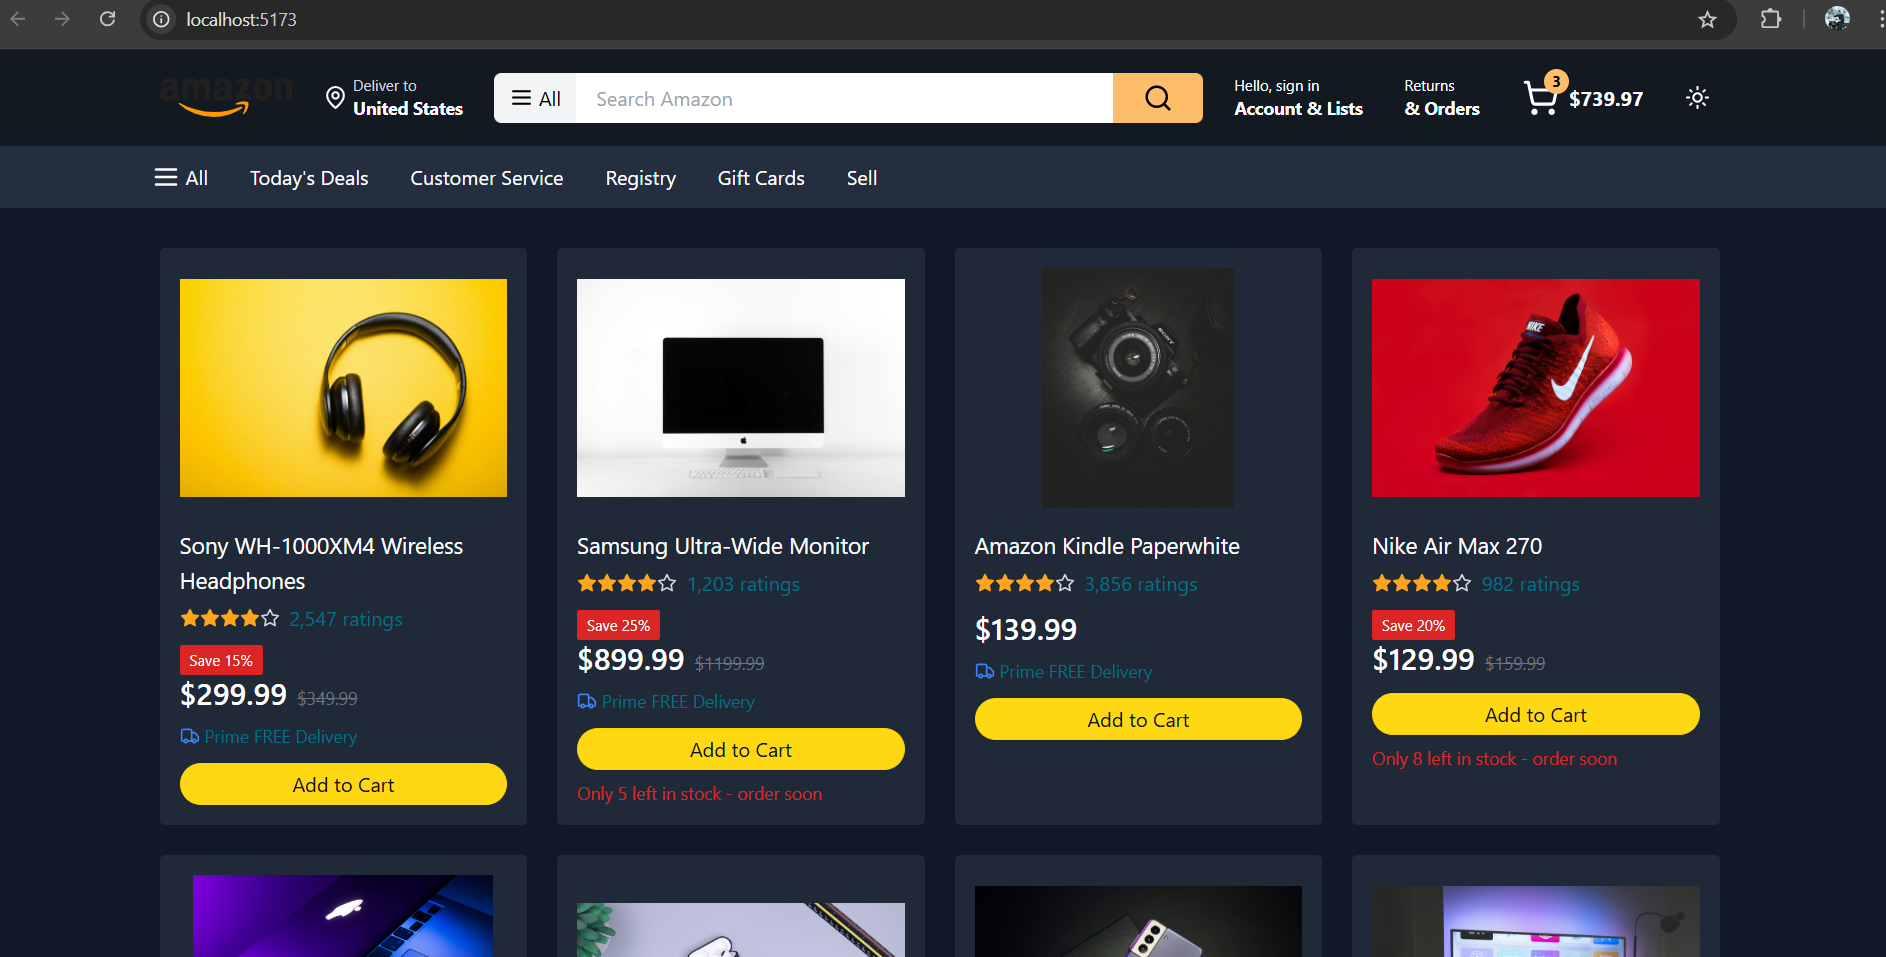 localhost:5173
amazon
Deliver to
United States
All
Search Amazon
Hello, sign in
Account & Lists
Returns
& Orders
3
$739.97
All
Today's Deals
Customer Service
Registry
Gift Cards
Sell
SONY
NIKE
Sony WH-1000XM4 Wireless
Headphones
2,547 ratings
Save 15%
$299.99 $349.99
Prime FREE Delivery
Add to Cart
Samsung Ultra-Wide Monitor
1,203 ratings
Save 25%
$899.99 $1199.99
Prime FREE Delivery
Add to Cart
Only 5 left in stock - order soon
Amazon Kindle Paperwhite
3,856 ratings
$139.99
Prime FREE Delivery
Add to Cart
Nike Air Max 270
982 ratings
Save 20%
$129.99 $159.99
Add to Cart
Only 8 left in stock - order soon